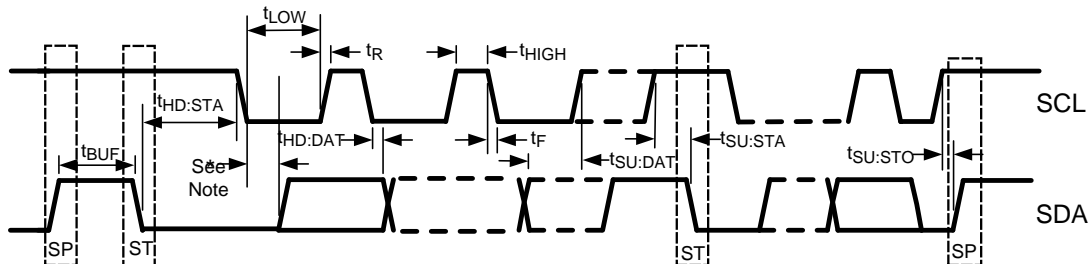 tLOW
tR
tHIGH
SCL
tHD:STA
tHD:DAT
tF
tSU:STA
tBUF
See
Note
tSU:DAT
tSU:STO
SDA
SP
ST
ST
SP